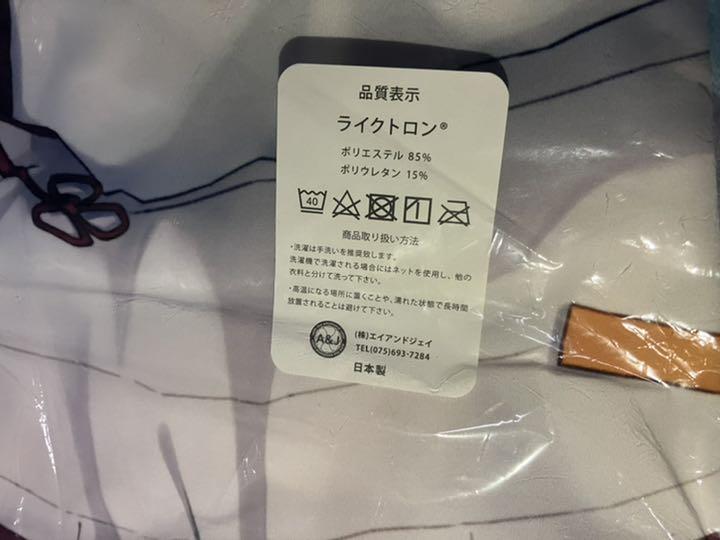 品質表示
ライクトロン®
ポリエステル 85%
ポリウレタン 15%
40
商品取り扱い方法
・洗濯は手洗いを推奨致します。
洗濯機で洗濯される場合にはネットを使用し、他の
衣料と分けて洗って下さい。
・高温になる場所に置くことや、濡れた状態で長時間
放置されることは避けて下さい。
A&J
(株)エイアンドジェイ
TEL(075)693-7284
日本製